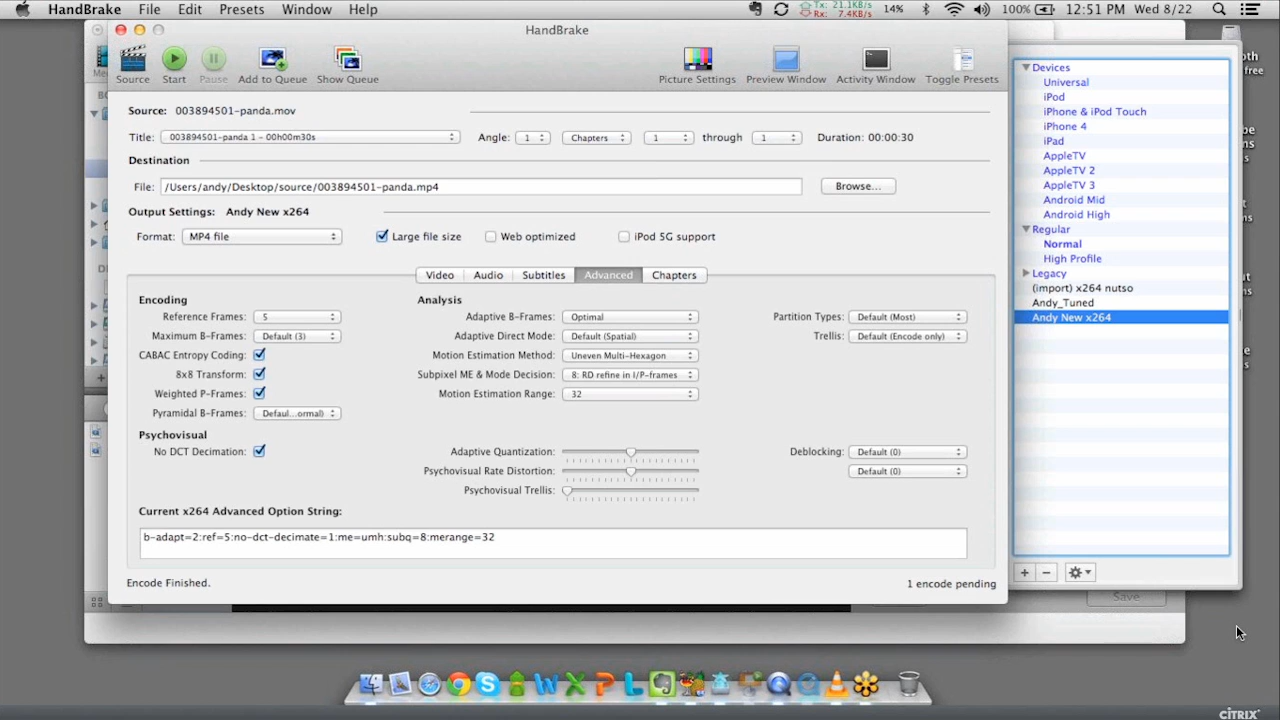 HandBrake File Edit Presets Window Help Tx: 21.1KB/s Rx: 7.4KB/s 14% 100% 12:51 PM Wed 8/22
HandBrake
Source Start Pause Add to Queue Show Queue Picture Settings Preview Window Activity Window Toggle Presets
Source: 003894501-panda.mov
Title: 003894501-panda 1 - 00h00m30s Angle: 1 Chapters 1 through 1 Duration: 00:00:30
Destination
File: /Users/andy/Desktop/source/003894501-panda.mp4 Browse...
Output Settings: Andy New x264
Format: MP4 file Large file size Web optimized iPod 5G support
Video Audio Subtitles Advanced Chapters
Encoding Analysis
Reference Frames: 5 Adaptive B-Frames: Optimal Partition Types: Default (Most)
Maximum B-Frames: Default (3) Adaptive Direct Mode: Default (Spatial) Trellis: Default (Encode only)
CABAC Entropy Coding: Motion Estimation Method: Uneven Multi-Hexagon
8x8 Transform: Subpixel ME & Mode Decision: 8: RD refine in I/P-frames
Weighted P-Frames: Motion Estimation Range: 32
Pyramidal B-Frames: Defaul...ormal)
Psychovisual
No DCT Decimation: Adaptive Quantization: Deblocking: Default (0)
Psychovisual Rate Distortion: Default (0)
Psychovisual Trellis:
Current x264 Advanced Option String:
b-adapt=2:ref=5:no-dct-decimate=1:me=umh:subq=8:merange=32
Encode Finished. 1 encode pending
Devices
Universal
iPod
iPhone & iPod Touch
iPhone 4
iPad
AppleTV
AppleTV 2
AppleTV 3
Android Mid
Android High
Regular
Normal
High Profile
Legacy
(import) x264 nutso
Andy_Tuned
Andy New x264
Save
CITRIX